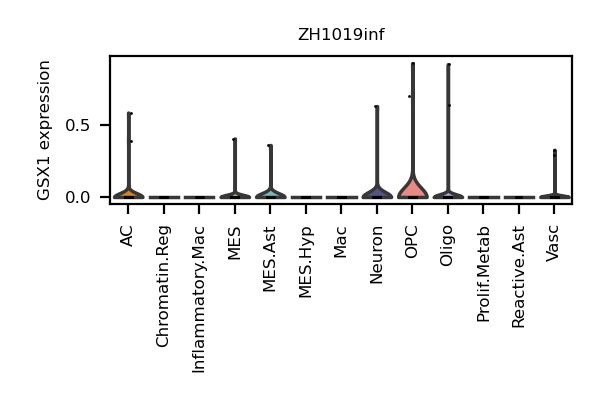 ZH1019inf
GSX1 expression
0.5
0.0
AC
Chromatin.Reg
Inflammatory.Mac
MES
MES.Ast
MES.Hyp
Mac
Neuron
OPC
Oligo
Prolif.Metab
Reactive.Ast
Vasc